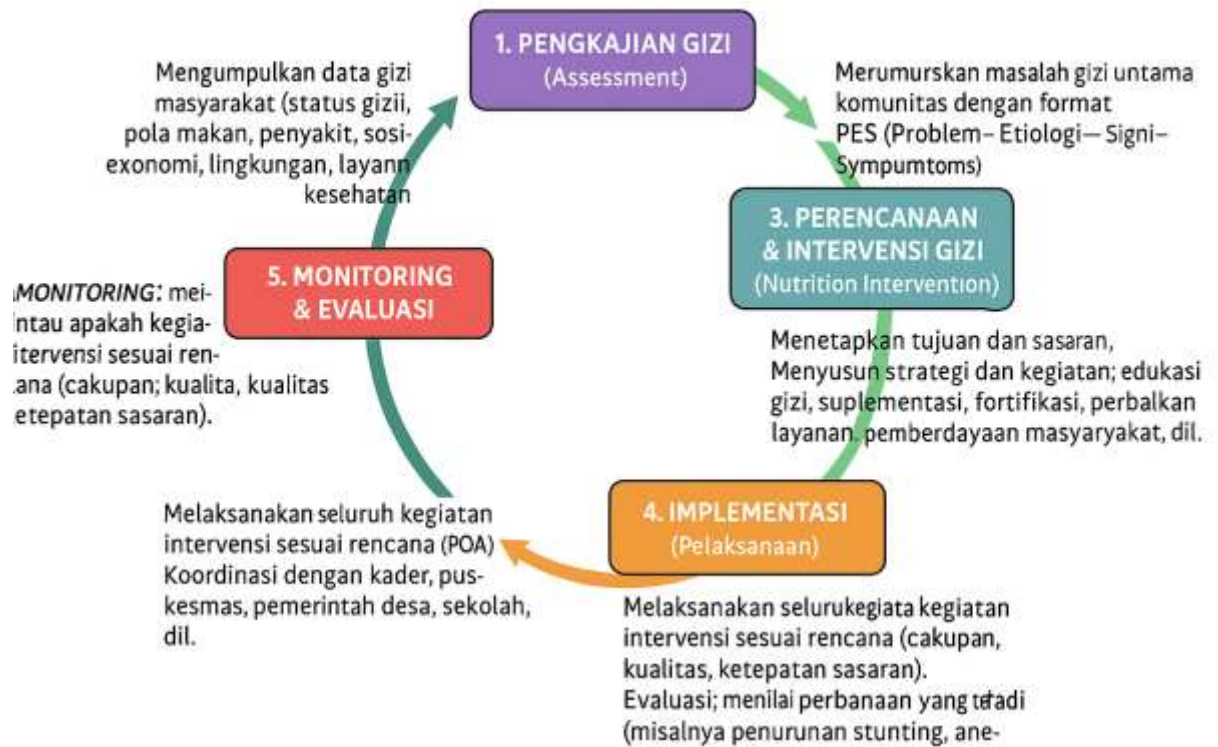 1. PENGKAJIAN GIZI
(Assessment)
Mengumpulkan data gizi
masyarakat (status gizii,
pola makan, penyakit, sosi-
exonomi, lingkungan, layann
kesehatan
Merumurskan masalah gizi untama
komunitas dengan format
PES (Problem– Etiologi— Signi–
Sympumtoms)
3. PERENCANAAN
& INTERVENSI GIZI
(Nutrition Intervention)
Menetapkan tujuan dan sasaran,
Menyusun strategi dan kegiatan; edukasi
gizi, suplementasi, fortifikasi, perbalkan
layanan. pemberdayaan masyaryakat, dil.
4. IMPLEMENTASI
(Pelaksanaan)
Melaksanakan selurukegiata kegiatan
intervensi sesuai rencana (cakupan,
kualitas, ketepatan sasaran).
Evaluasi; menilai perbanaan yang tefadi
(misalnya penurunan stunting, ane-
Melaksanakan seluruh kegiatan
intervensi sesuai rencana (POA)
Koordinasi dengan kader, pus-
kesmas, pemerintah desa, sekolah,
dil.
5. MONITORING
& EVALUASI
MONITORING: mei-
intau apakah kegia-
itervensi sesuai ren-
.ana (cakupan; kualita, kualitas
etepatan sasaran).